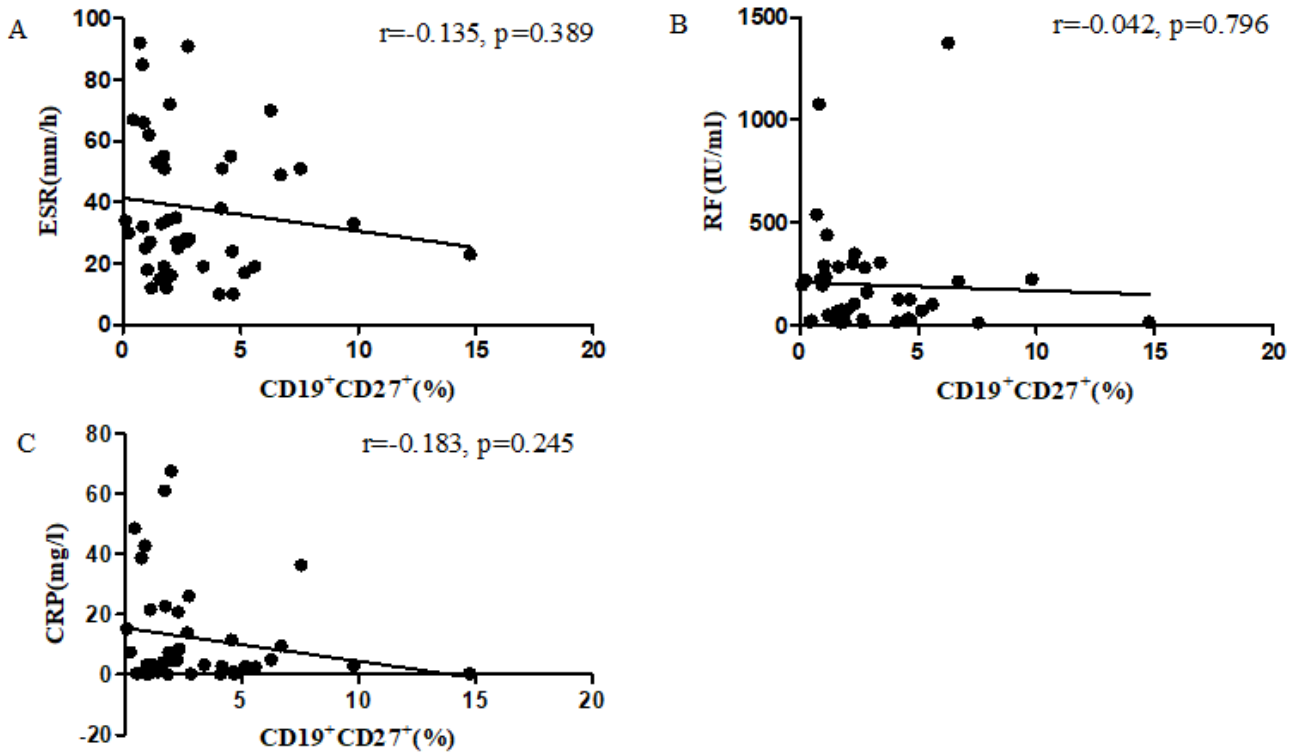 A
r=-0.135, p=0.389
100
80
60
40
20
0
ESR(mm/h)
0 5 10 15 20
CD19⁺CD27⁺(%)
B
r=-0.042, p=0.796
1500
1000
500
0
RF(IU/ml)
0 5 10 15 20
CD19⁺CD27⁺(%)
C
r=-0.183, p=0.245
80
60
40
20
0
-20
CRP(mg/l)
5 10 15 20
CD19⁺CD27⁺(%)